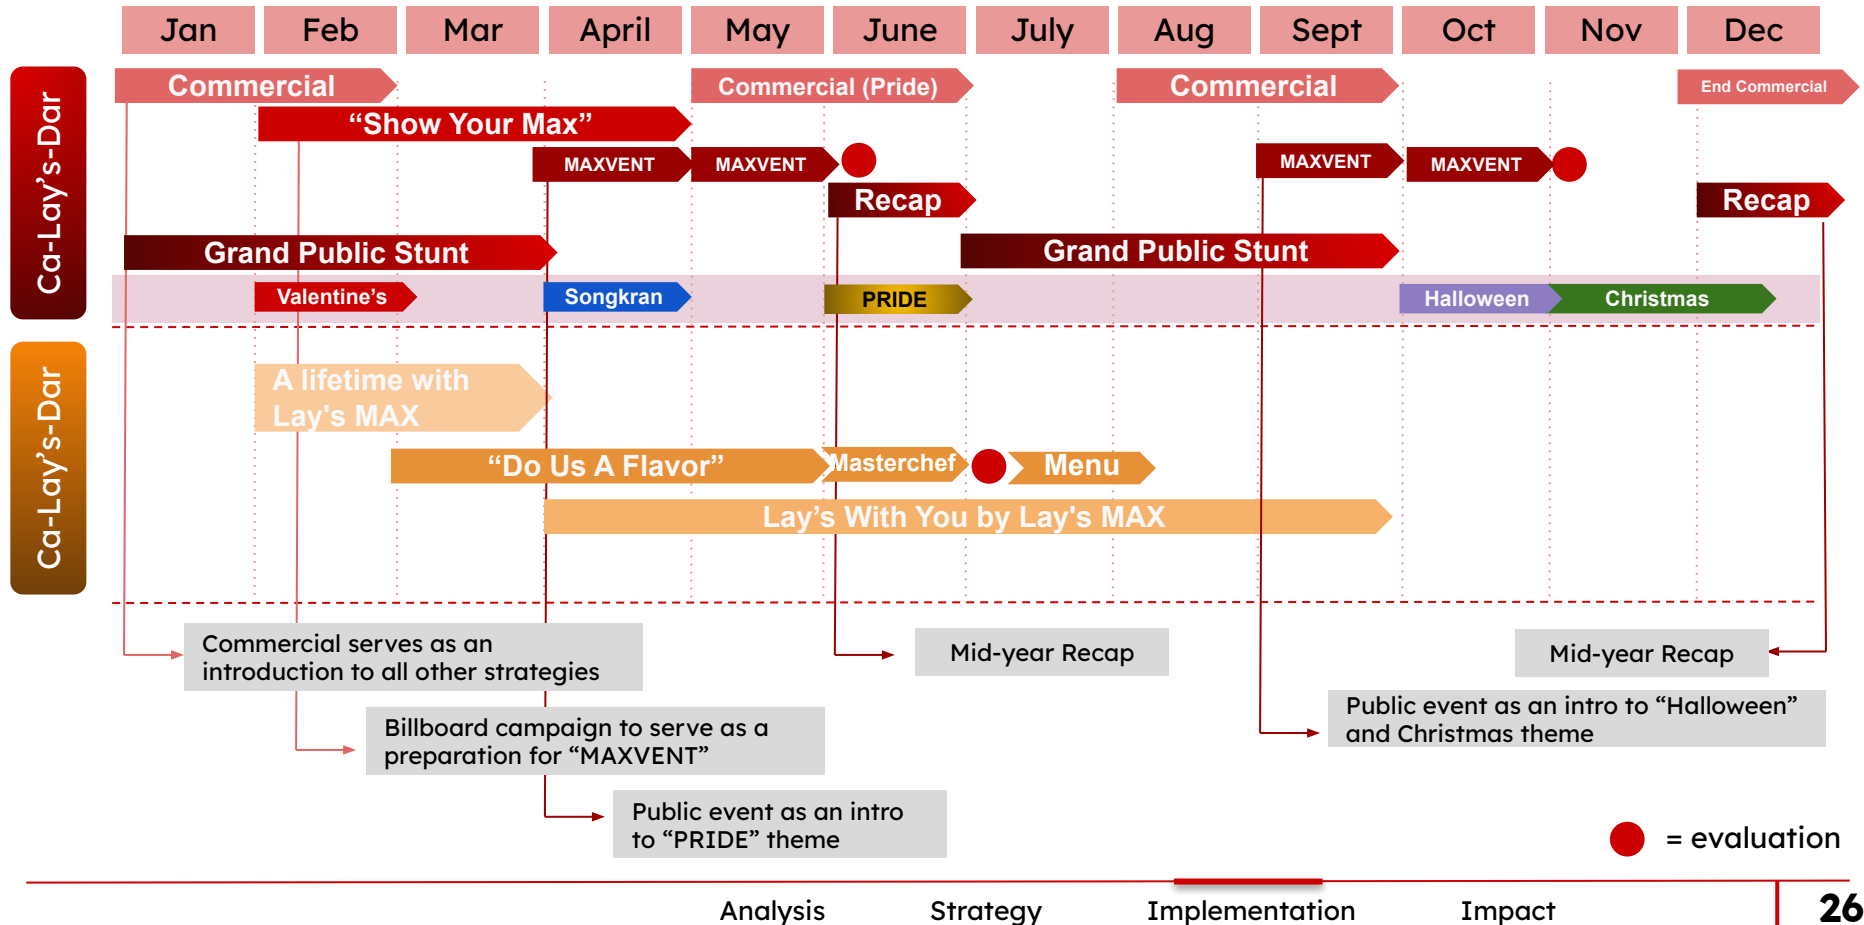 Jan Feb Mar April May June July Aug Sept Oct Nov Dec
Ca-Lay’s-Dar
Commercial
Commercial (Pride)
Commercial
End Commercial
“Show Your Max”
MAXVENT
MAXVENT
MAXVENT
MAXVENT
Recap
Recap
Grand Public Stunt
Grand Public Stunt
Valentine’s
Songkran
PRIDE
Halloween
Christmas
Ca-Lay’s-Dar
A lifetime with
Lay's MAX
“Do Us A Flavor”
Masterchef
Menu
Lay’s With You by Lay's MAX
Commercial serves as an
introduction to all other strategies
Mid-year Recap
Mid-year Recap
Billboard campaign to serve as a
preparation for “MAXVENT”
Public event as an intro to “Halloween”
and Christmas theme
Public event as an intro
to “PRIDE” theme
= evaluation
Analysis Strategy Implementation Impact
26